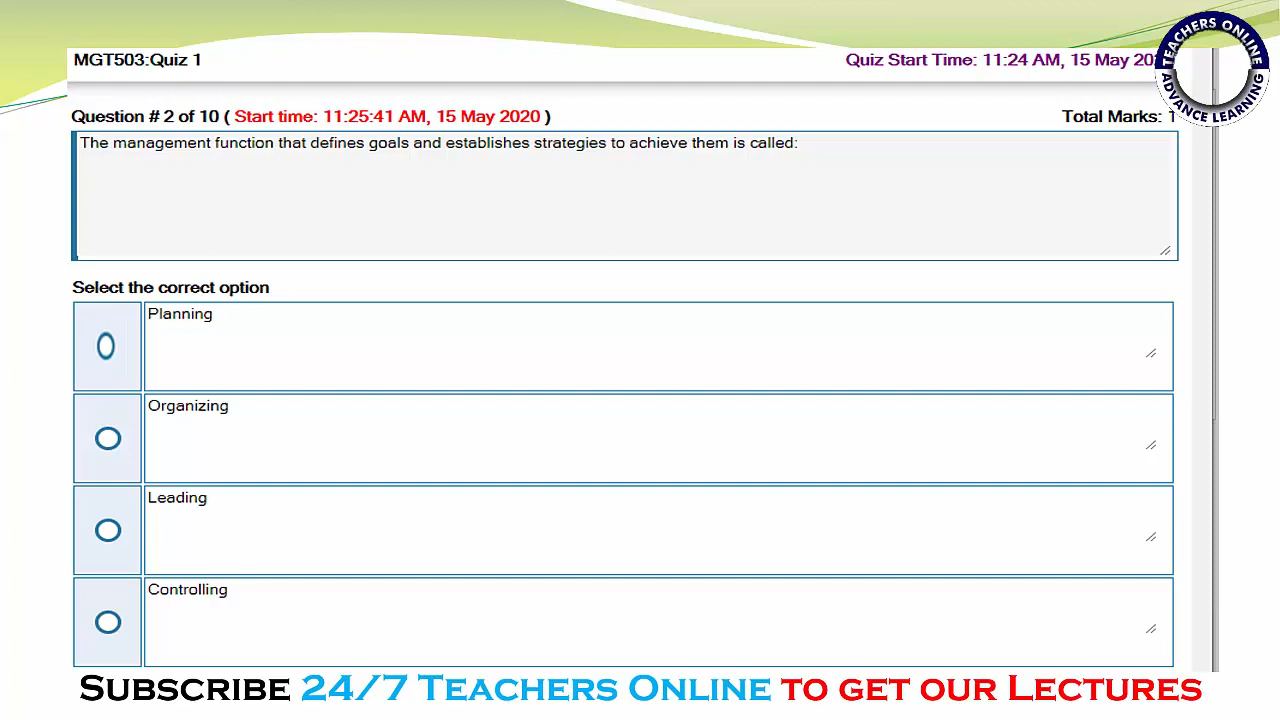 MGT503:Quiz 1
Quiz Start Time: 11:24 AM, 15 May 20
TEACHERS ONLINE
ADVANCE LEARNING
Question # 2 of 10 ( Start time: 11:25:41 AM, 15 May 2020 )
Total Marks: 1
The management function that defines goals and establishes strategies to achieve them is called:
Select the correct option
Planning
Organizing
Leading
Controlling
SUBSCRIBE 24/7 TEACHERS ONLINE TO GET OUR LECTURES